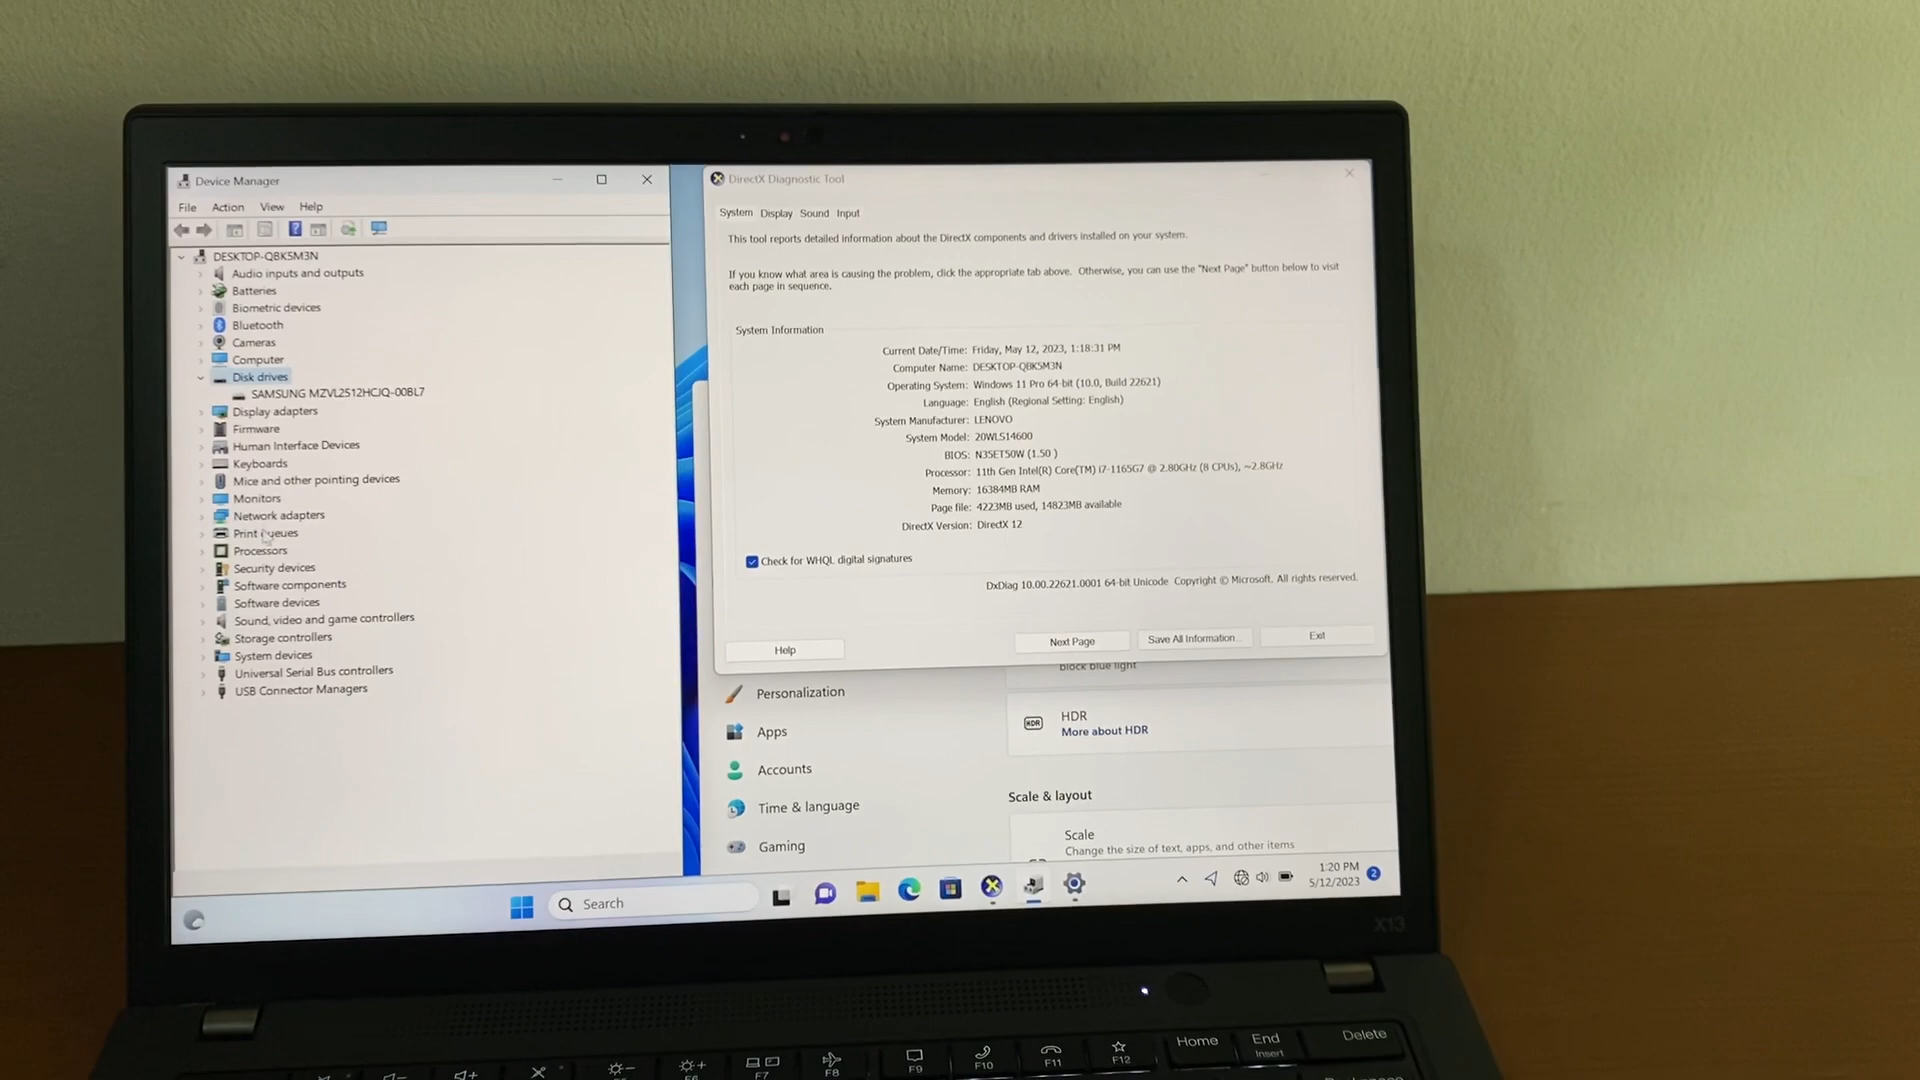 Device Manager
File Action View Help
DESKTOP-QBK5M3N
Audio inputs and outputs
Batteries
Biometric devices
Bluetooth
Cameras
Computer
Disk drives
SAMSUNG MZVL2512HCJQ-00BL7
Display adapters
Firmware
Human Interface Devices
Keyboards
Mice and other pointing devices
Monitors
Network adapters
Print queues
Processors
Security devices
Software components
Software devices
Sound, video and game controllers
Storage controllers
System devices
Universal Serial Bus controllers
USB Connector Managers
DirectX Diagnostic Tool
System Display Sound Input
This tool reports detailed information about the DirectX components and drivers installed on your system.
If you know what area is causing the problem, click the appropriate tab above. Otherwise, you can use the "Next Page" button below to visit
each page in sequence.
System Information
Current Date/Time: Friday, May 12, 2023, 1:18:31 PM
Computer Name: DESKTOP-QBK5M3N
Operating System: Windows 11 Pro 64-bit (10.0, Build 22621)
Language: English (Regional Setting: English)
System Manufacturer: LENOVO
System Model: 20WLS14600
BIOS: N35ET50W (1.50 )
Processor: 11th Gen Intel(R) Core(TM) i7-1165G7 @ 2.80GHz (8 CPUs), ~2.8GHz
Memory: 16384MB RAM
Page file: 4223MB used, 14823MB available
DirectX Version: DirectX 12
Check for WHQL digital signatures
DxDiag 10.00.22621.0001 64-bit Unicode Copyright © Microsoft. All rights reserved.
Help
Next Page
Save All Information...
Exit
block blue light
Personalization
Apps
Accounts
Time & language
Gaming
HDR
HDR
More about HDR
Scale & layout
Scale
Change the size of text, apps, and other items
Search
1:20 PM
5/12/2023
2
X13
F7 F8 F9 F10 F11 F12
Home
End
Insert
Delete